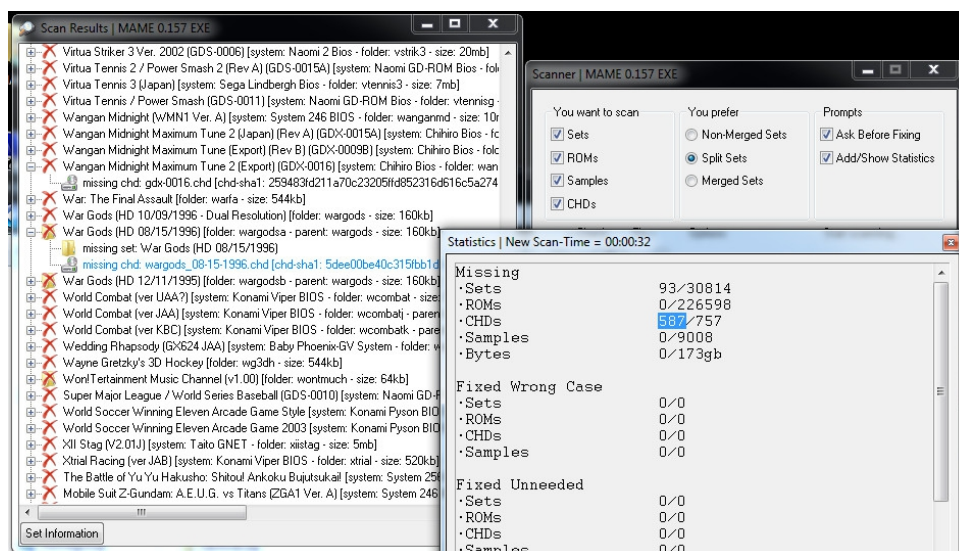 Scan Results | MAME 0.157 EXE
Virtua Striker 3 Ver. 2002 (GDS-0006) [system: Naomi 2 Bios - folder: vstrik3 - size: 20mb]
Virtua Tennis 2 / Power Smash 2 (Rev A) (GDS-0015A) [system: Naomi GD-ROM Bios - fol
Virtua Tennis 3 (Japan) [system: Sega Lindbergh Bios - folder: vtennis3 - size: 7mb]
Virtua Tennis / Power Smash (GDS-0011) [system: Naomi GD-ROM Bios - folder: vtennisg -
Wangan Midnight (WMN1 Ver. A) [system: System 246 BIOS - folder: wanganmd - size: 10m
Wangan Midnight Maximum Tune 2 (Japan) (Rev A) (GDX-0015A) [system: Chihiro Bios - fc
Wangan Midnight Maximum Tune (Export) (Rev B) (GDX-0009B) [system: Chihiro Bios - folc
Wangan Midnight Maximum Tune 2 (Export) (GDX-0016) [system: Chihiro Bios - folder: wan
missing chd: gdx-0016.chd [chd-sha1: 259483fd211a70c23205ffd852316d616c5a274
War: The Final Assault [folder: warfa - size: 544kb]
War Gods (HD 10/09/1996 - Dual Resolution) [folder: wargods - size: 160kb]
War Gods (HD 08/15/1996) [folder: wargodsa - parent: wargods - size: 160kb]
missing set: War Gods (HD 08/15/1996)
missing chd: wargods_08-15-1996.chd [chd-sha1: 5dee00be40c315fbb1d
War Gods (HD 12/11/1995) [folder: wargodsb - parent: wargods - size: 160kb]
World Combat (ver UAA?) [system: Konami Viper BIOS - folder: wcombat - size:
World Combat (ver JAA) [system: Konami Viper BIOS - folder: wcombatj - paren
World Combat (ver KBC) [system: Konami Viper BIOS - folder: wcombatk - pare
Wedding Rhapsody (GX624 JAA) [system: Baby Phoenix-GV System - folder: w
Wayne Gretzky's 3D Hockey [folder: wg3dh - size: 544kb]
Won!Tertainment Music Channel (v1.00) [folder: wontmuch - size: 64kb]
Super Major League / World Series Baseball (GDS-0010) [system: Naomi GD-F
World Soccer Winning Eleven Arcade Game Style [system: Konami Pyson BIO
World Soccer Winning Eleven Arcade Game 2003 [system: Konami Pyson BIO
XII Stag (V2.01J) [system: Taito GNET - folder: xiistag - size: 5mb]
Xtrial Racing (ver JAB) [system: Konami Viper BIOS - folder: xtrial - size: 520kb]
The Battle of Yu Yu Hakusho: Shitou! Ankoku Bujutsukai! [system: System 256
Mobile Suit Z-Gundam: A.E.U.G. vs Titans (ZGA1 Ver. A) [system: System 246
Set Information
Scanner | MAME 0.157 EXE
You want to scan
Sets
ROMs
Samples
CHDs
You prefer
Non-Merged Sets
Split Sets
Merged Sets
Prompts
Ask Before Fixing
Add/Show Statistics
Statistics | New Scan-Time = 00:00:32
Missing
·Sets 93/30814
·ROMs 0/226598
·CHDs 587/757
·Samples 0/9008
·Bytes 0/173gb
Fixed Wrong Case
·Sets 0/0
·ROMs 0/0
·CHDs 0/0
·Samples 0/0
Fixed Unneeded
·Sets 0/0
·ROMs 0/0
·CHDs 0/0
·Samples 0/0